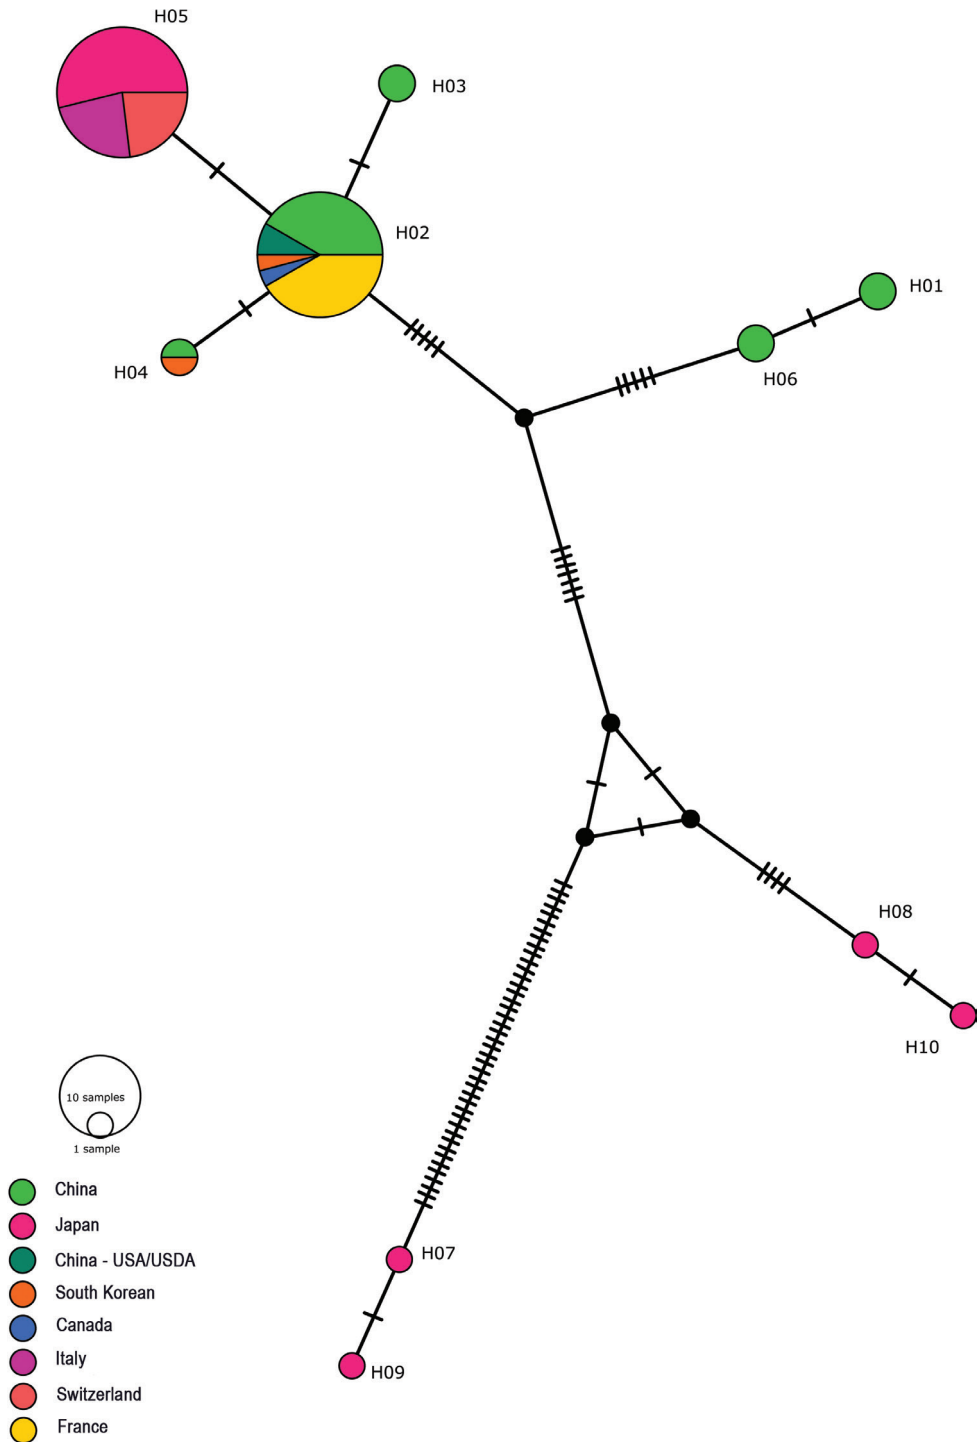 H05
H03
H02
H01
H04
H06
H08
H10
10 samples
1 sample
H07
H09
China
Japan
China - USA/USDA
South Korean
Canada
Italy
Switzerland
France